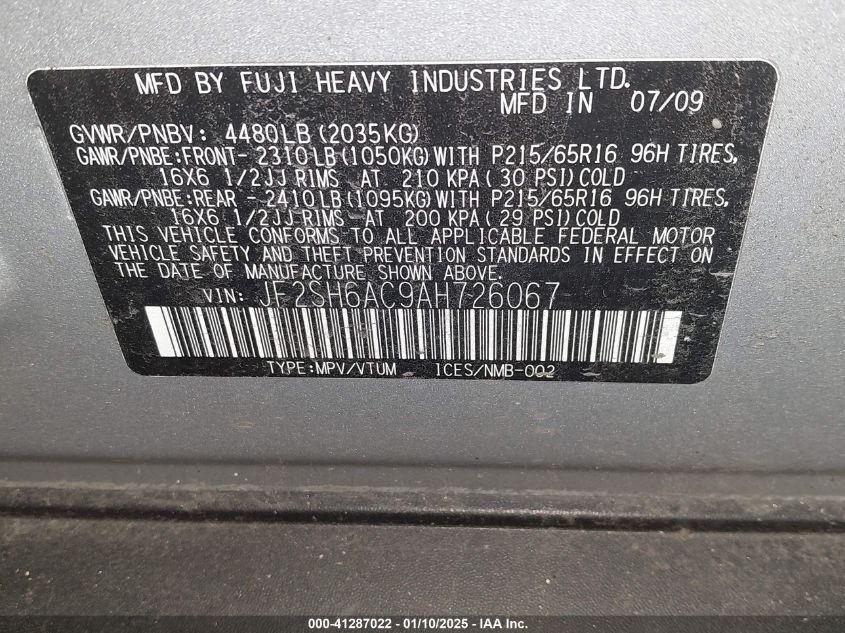 MFD BY FUJI HEAVY INDUSTRIES LTD.
MFD IN 07/09
GVWR/PNBV: 4480LB(2035KG)
GAWR/PNBE:FRONT- 2310LB(1050KG)WITH P215/65R16 96H TIRES,
16X6 1/2JJ RIMS AT 210 KPA(30 PSI)COLD
GAWR/PNBE:REAR - 2410LB(1095KG)WITH P215/65R16 96H TIRES,
16X6 1/2JJ RIMS AT 200 KPA(29 PSI)COLD
THIS VEHICLE CONFORMS TO ALL APPLICABLE FEDERAL MOTOR
VEHICLE SAFETY AND THEFT PREVENTION STANDARDS IN EFFECT ON
THE DATE OF MANUFACTURE SHOWN ABOVE.
VIN: JF2SH6AC9AH726067
TYPE:MPV/VTUM ICES/NMB-002
000-41287022 - 01/10/2025 - IAA Inc.